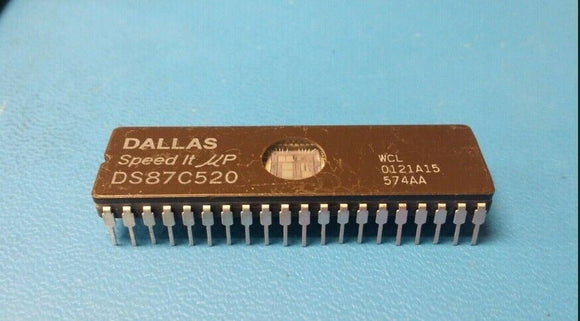 DALLAS
Speed It µP
DS87C520
WCL
0121A15
574AA